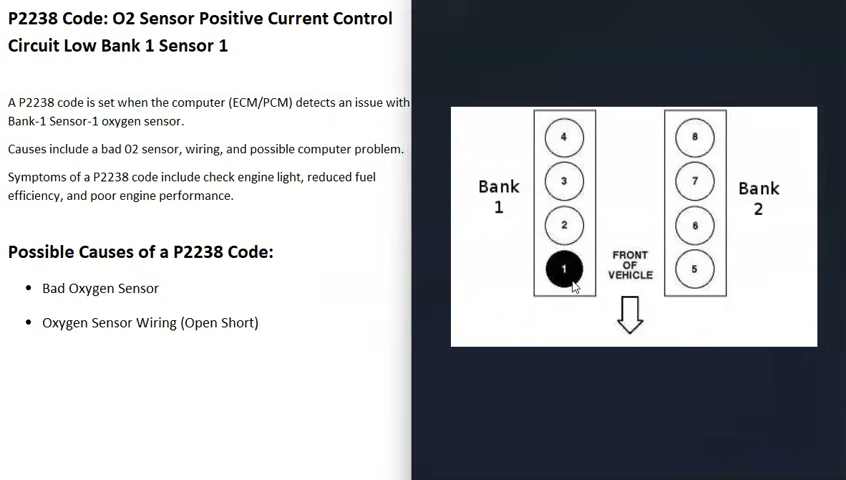 P2238 Code: O2 Sensor Positive Current Control
Circuit Low Bank 1 Sensor 1
A P2238 code is set when the computer (ECM/PCM) detects an issue with
Bank-1 Sensor-1 oxygen sensor.
Causes include a bad 02 sensor, wiring, and possible computer problem.
Symptoms of a P2238 code include check engine light, reduced fuel
efficiency, and poor engine performance.
Possible Causes of a P2238 Code:
• Bad Oxygen Sensor
• Oxygen Sensor Wiring (Open Short)
Bank
1
4
3
2
1
FRONT
OF
VEHICLE
8
7
6
5
Bank
2